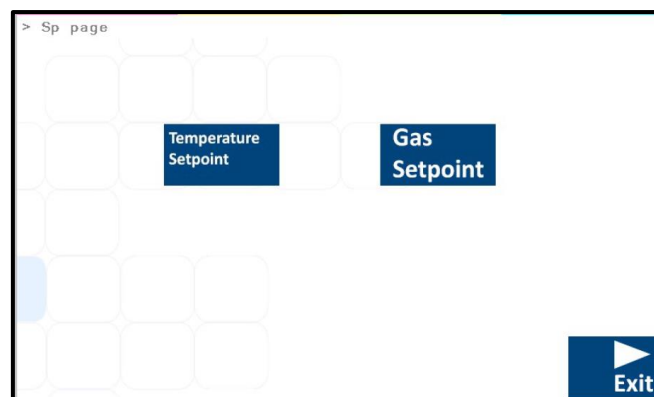 > Sp page
Temperature
Setpoint
Gas
Setpoint
Exit